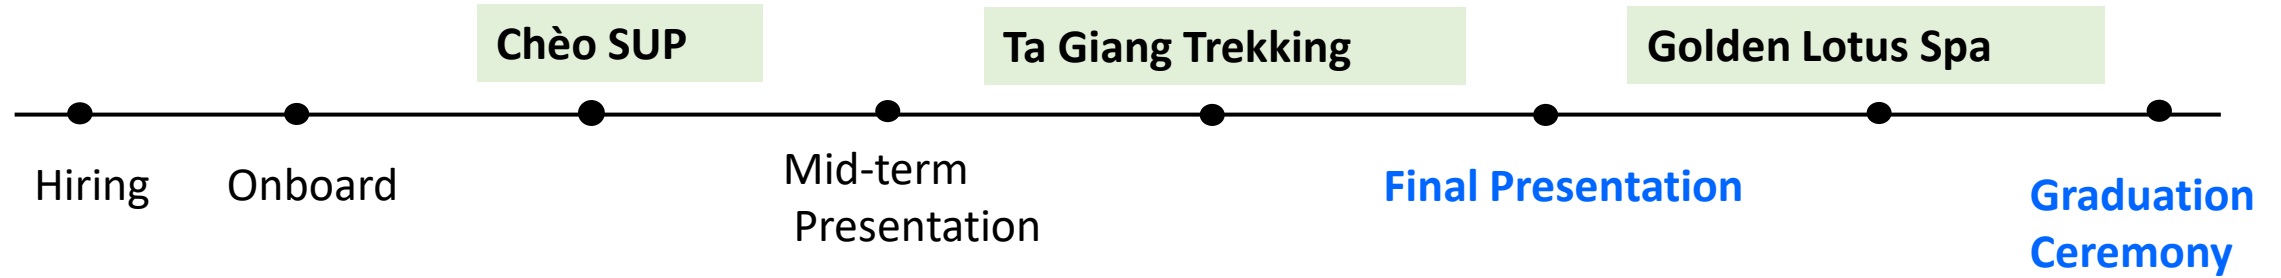 Chèo SUP
Ta Giang Trekking
Golden Lotus Spa
Hiring
Onboard
Mid-term
Presentation
Final Presentation
Graduation
Ceremony